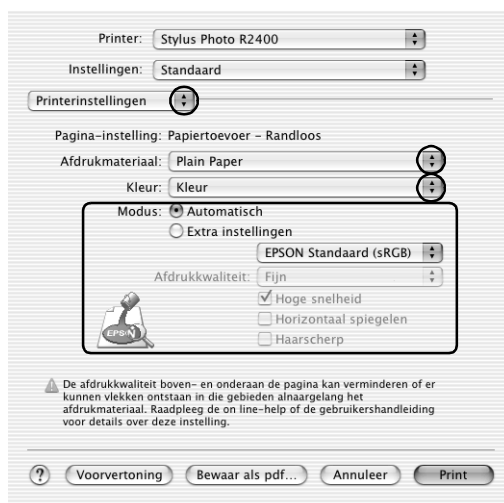 Printer: Stylus Photo R2400
Instellingen: Standaard
Printerinstellingen
Pagina-instelling: Papiertoevoer – Randloos
Afdrukmateriaal: Plain Paper
Kleur: Kleur
Modus: Automatisch
Extra instellingen
EPSON Standaard (sRGB)
Afdrukkwaliteit: Fijn
Hoge snelheid
Horizontaal spiegelen
Haarscherp
EPSON
De afdrukkwaliteit boven- en onderaan de pagina kan verminderen of er
kunnen vlekken ontstaan in die gebieden alnaargelang het
afdrukmateriaal. Raadpleeg de on line-help of de gebruikershandleiding
voor details over deze instelling.
? Voorvertoning Bewaar als pdf... Annuleer Print